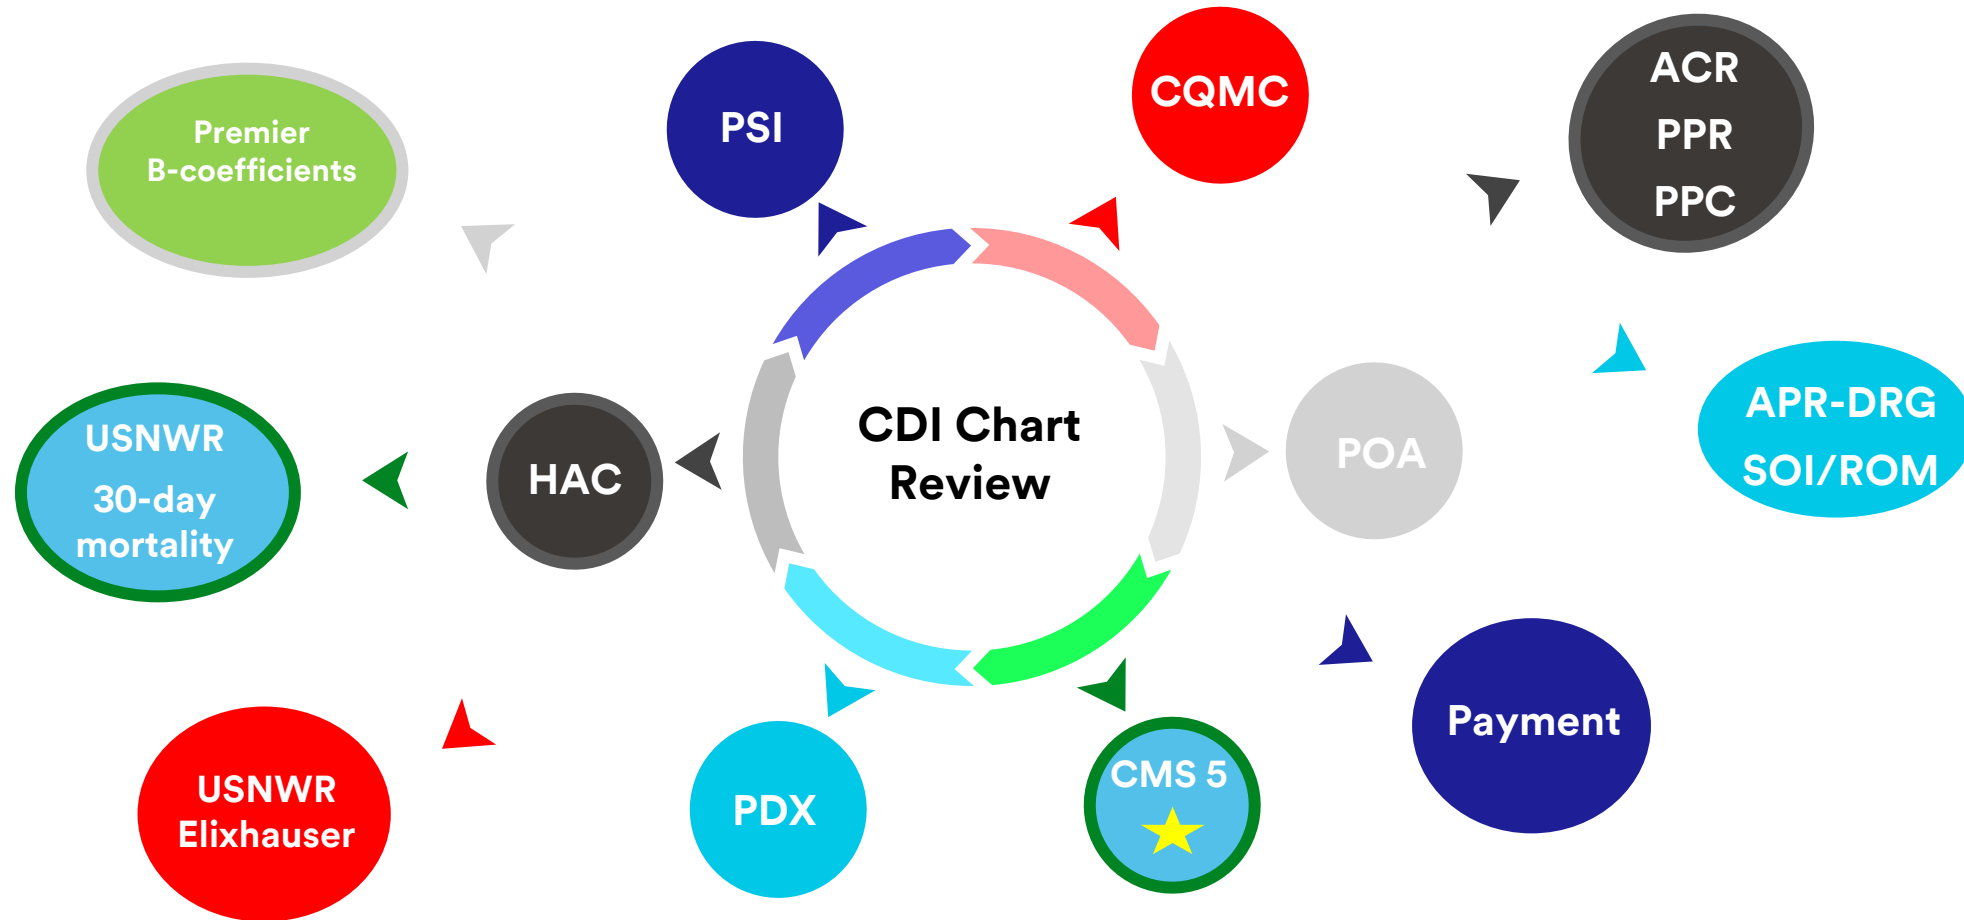 Premier
B-coefficients
PSI
CQMC
ACR
PPR
PPC
USNWR
30-day
mortality
HAC
CDI Chart
Review
POA
APR-DRG
SOI/ROM
USNWR
Elixhauser
PDX
CMS 5
Payment